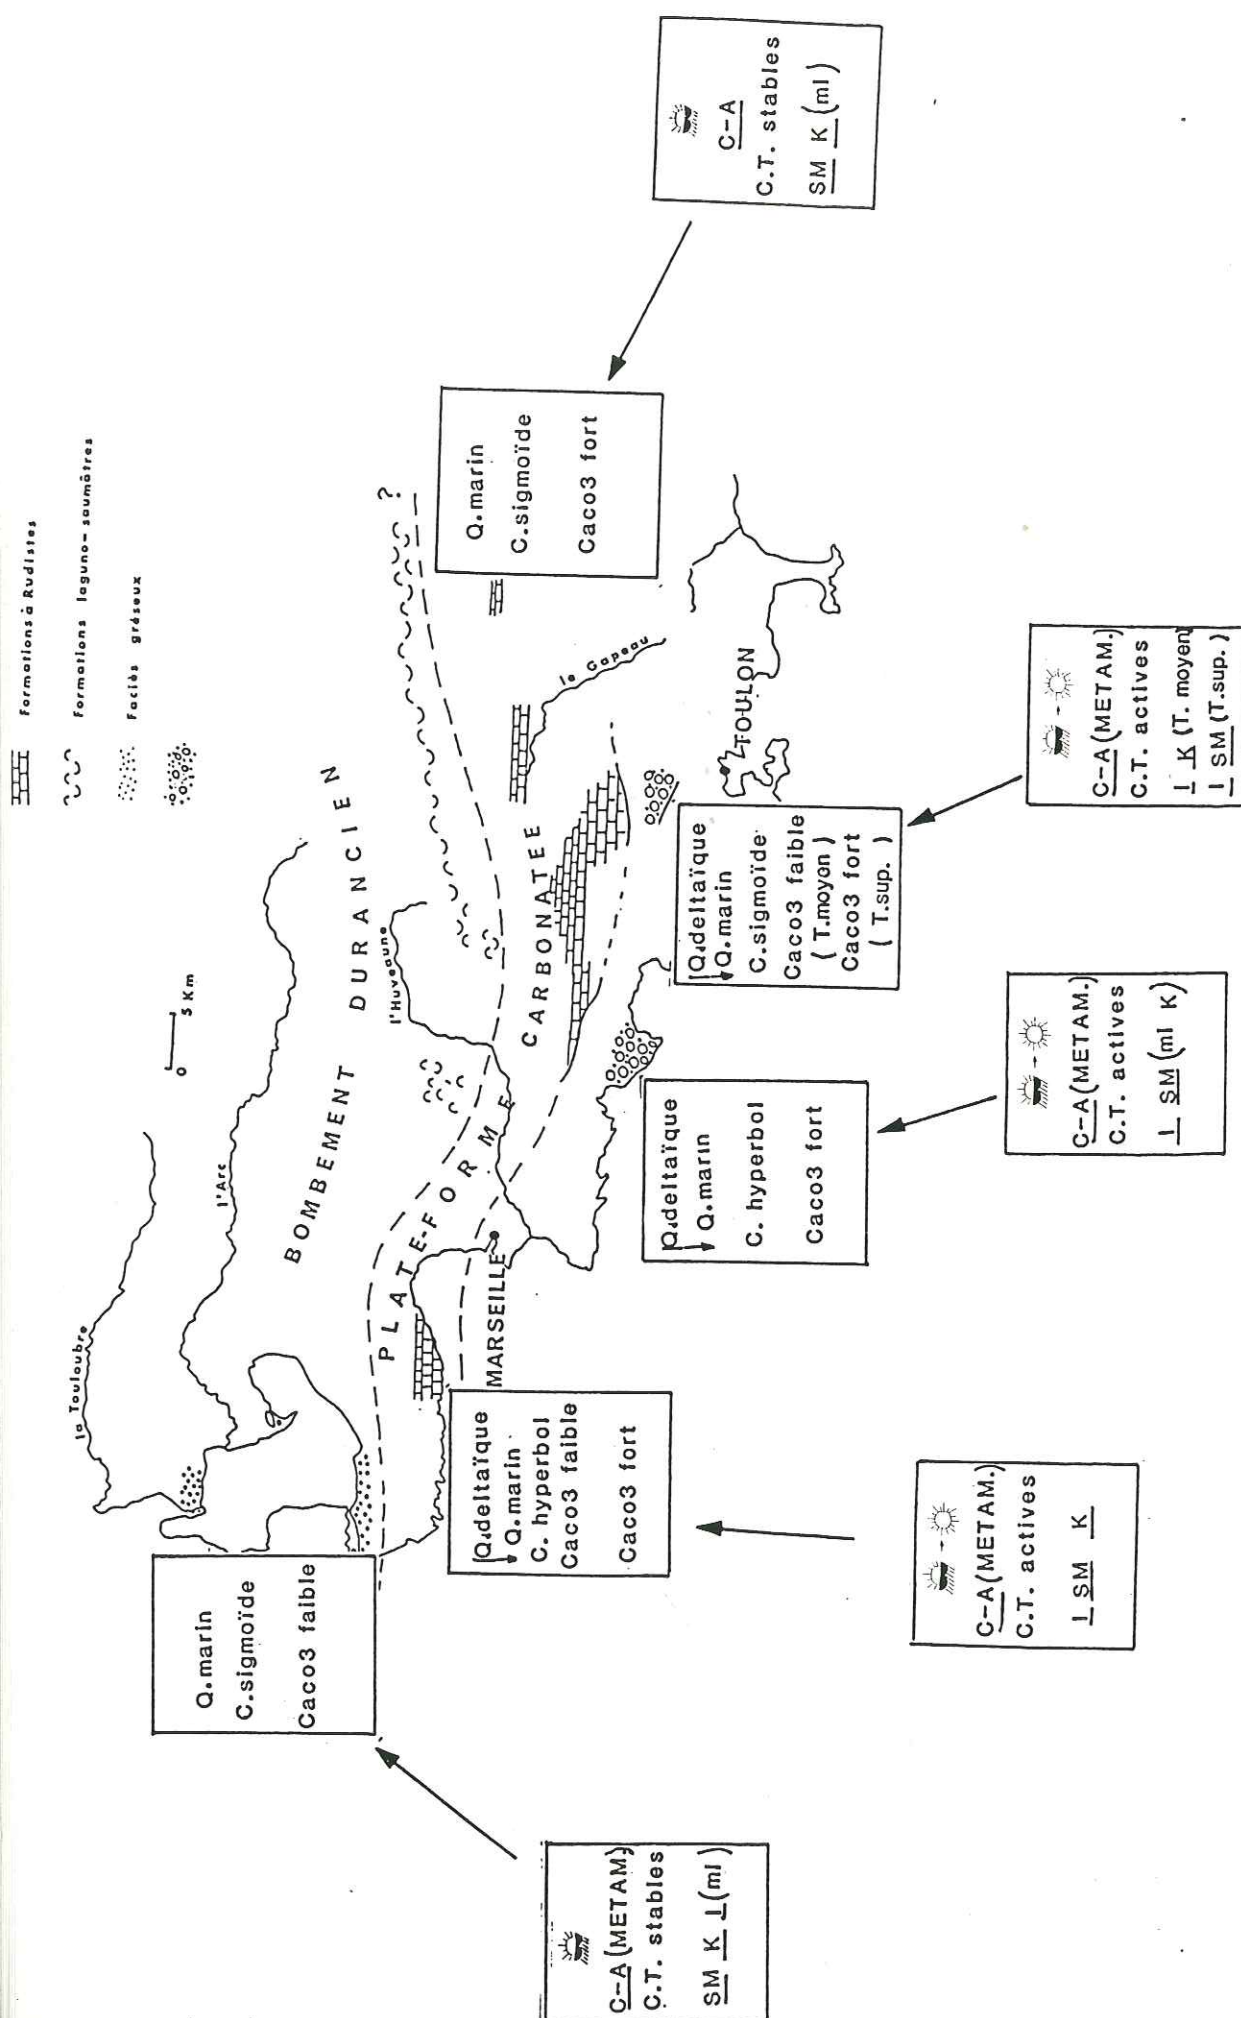 Formations à Rudistes
Formations laguno-saumâtres
Faciès gréseux
0 5 Km
la Touloubre
l'Arc
BOMBEMENT DURANCIEN
l'Huveaune
PLATE-FORME CARBONATEE
MARSEILLE
le Gapeau
TOULON
?
Q.marin
C.sigmoïde
Caco3 faible
Q.deltaïque
Q.marin
C. hyperbol
Caco3 faible
Caco3 fort
Q.deltaïque
Q.marin
C. hyperbol
Caco3 fort
Q.deltaïque
Q.marin
C.sigmoïde
Caco3 faible
(T.moyen)
Caco3 fort
(T.sup.)
Q.marin
C.sigmoïde
Caco3 fort
C-A(METAM)
C.T. stables
SM K I(ml)
C-A(METAM.)
C.T. actives
I SM K
C-A(METAM.)
C.T. actives
I SM(ml K)
C-A(METAM.)
C.T. actives
I K (T. moyen)
I SM (T.sup.)
C-A
C.T. stables
SM K (ml)